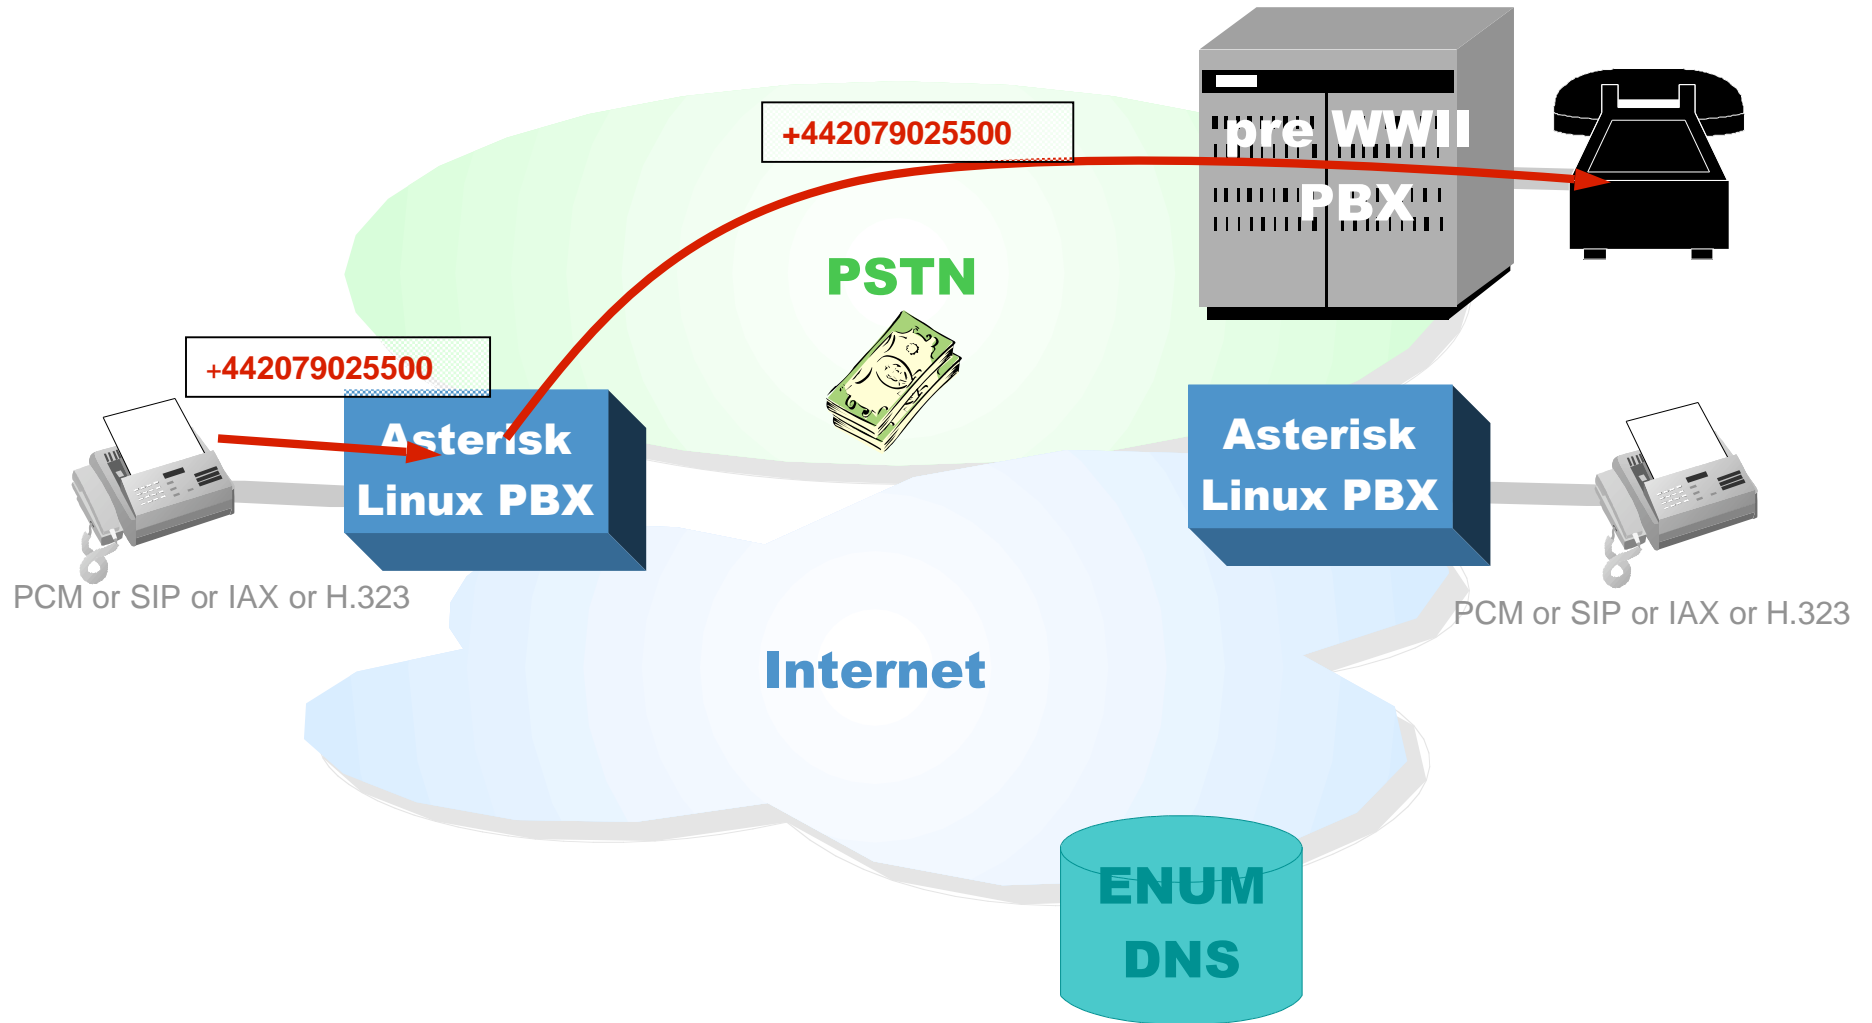 +442079025500
pre WWII
PBX
PSTN
+442079025500
Asterisk
Linux PBX
Asterisk
Linux PBX
PCM or SIP or IAX or H.323
PCM or SIP or IAX or H.323
Internet
ENUM
DNS